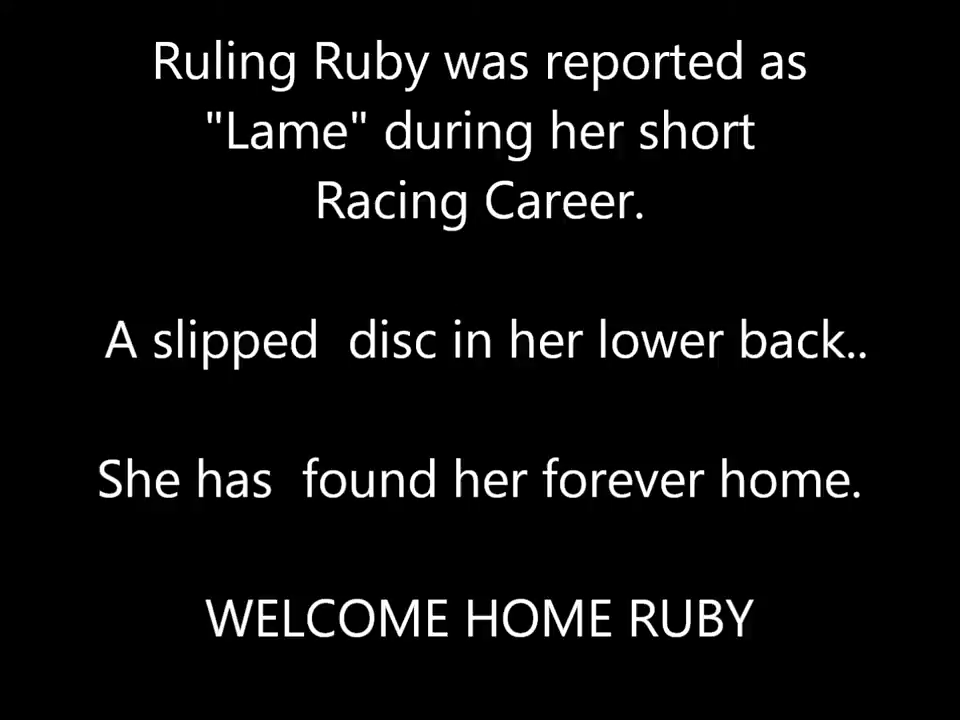 Ruling Ruby was reported as
"Lame" during her short
Racing Career.
A slipped  disc in her lower back..
She has  found her forever home.
WELCOME HOME RUBY